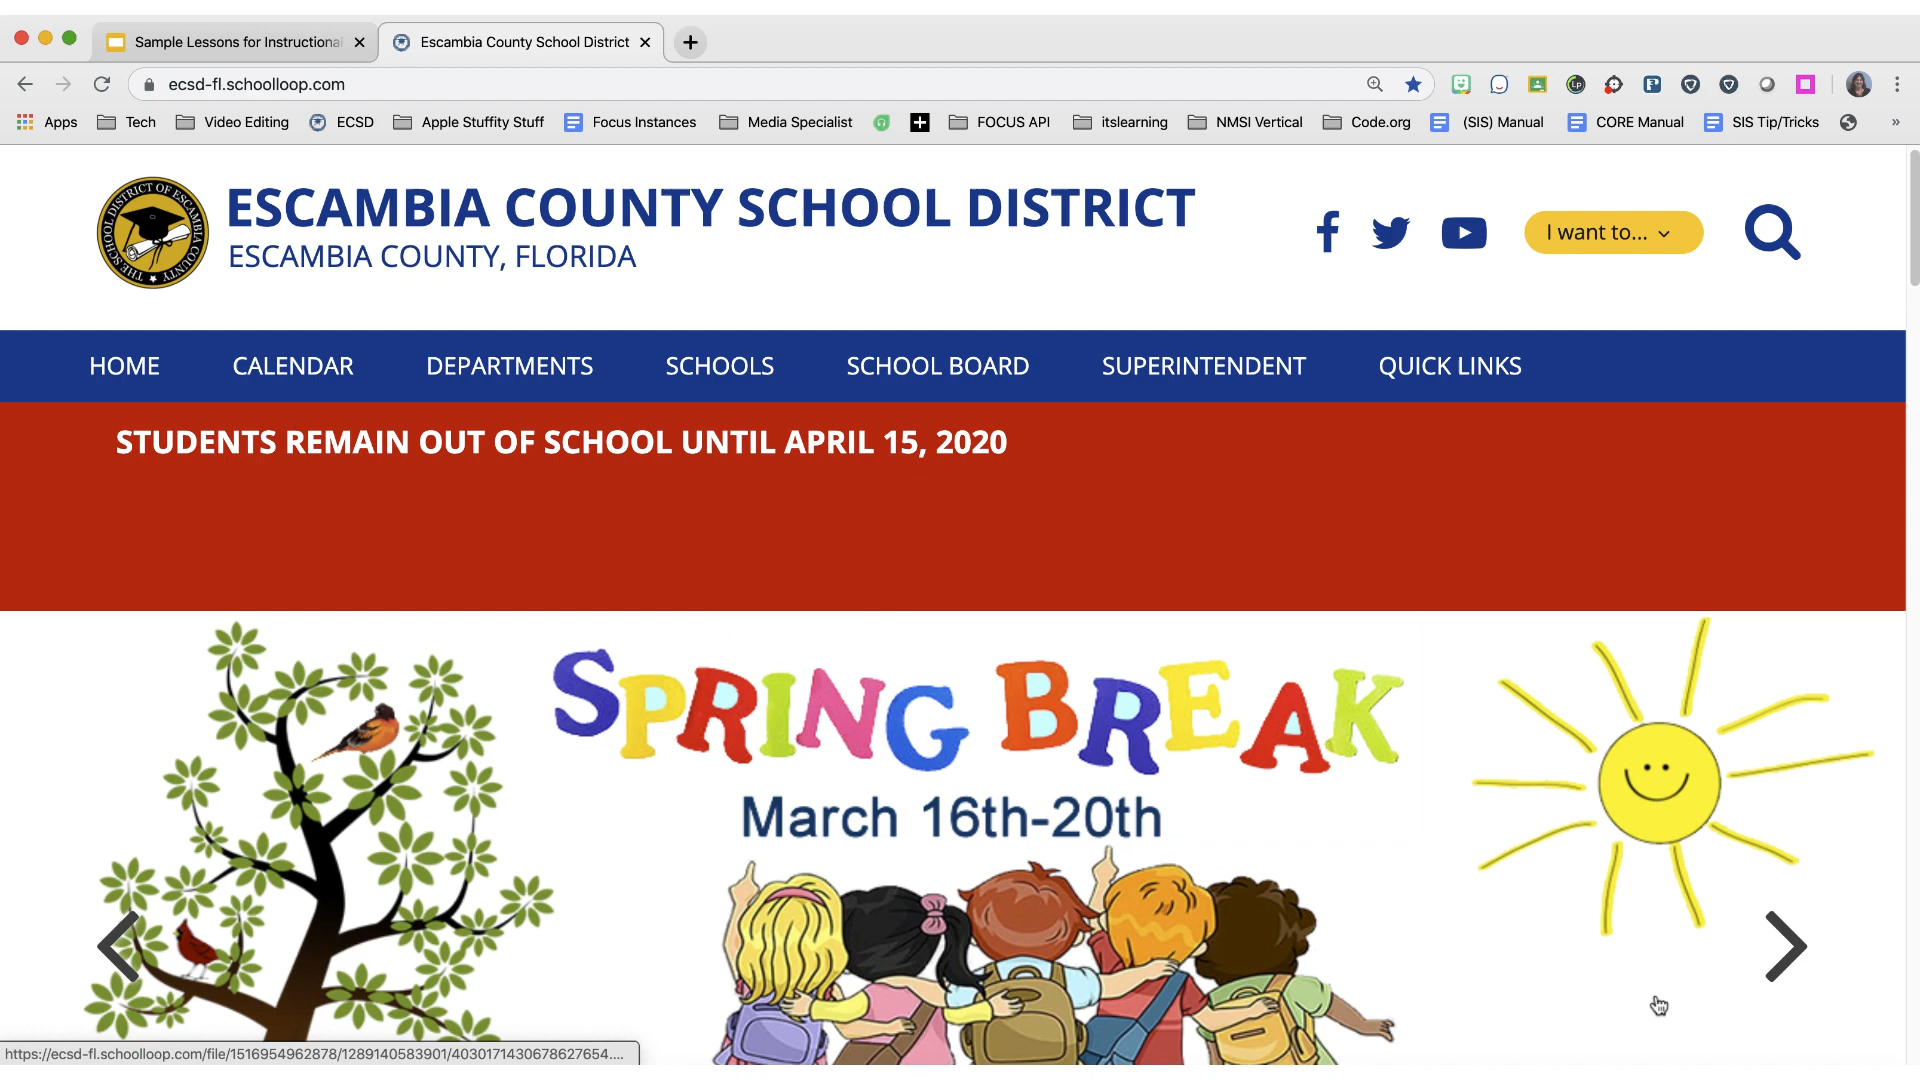 Sample Lessons for Instructional
Escambia County School District
ecsd-fl.schoolloop.com
Apps Tech Video Editing ECSD Apple Stuffity Stuff Focus Instances Media Specialist FOCUS API itslearning NMSI Vertical Code.org (SIS) Manual CORE Manual SIS Tip/Tricks »
THE SCHOOL DISTRICT OF ESCAMBIA COUNTY
ESCAMBIA COUNTY SCHOOL DISTRICT
ESCAMBIA COUNTY, FLORIDA
I want to...
HOME CALENDAR DEPARTMENTS SCHOOLS SCHOOL BOARD SUPERINTENDENT QUICK LINKS
STUDENTS REMAIN OUT OF SCHOOL UNTIL APRIL 15, 2020
SPRING BREAK
March 16th-20th
https://ecsd-fl.schoolloop.com/file/1516954962878/1289140583901/4030171430678627654....